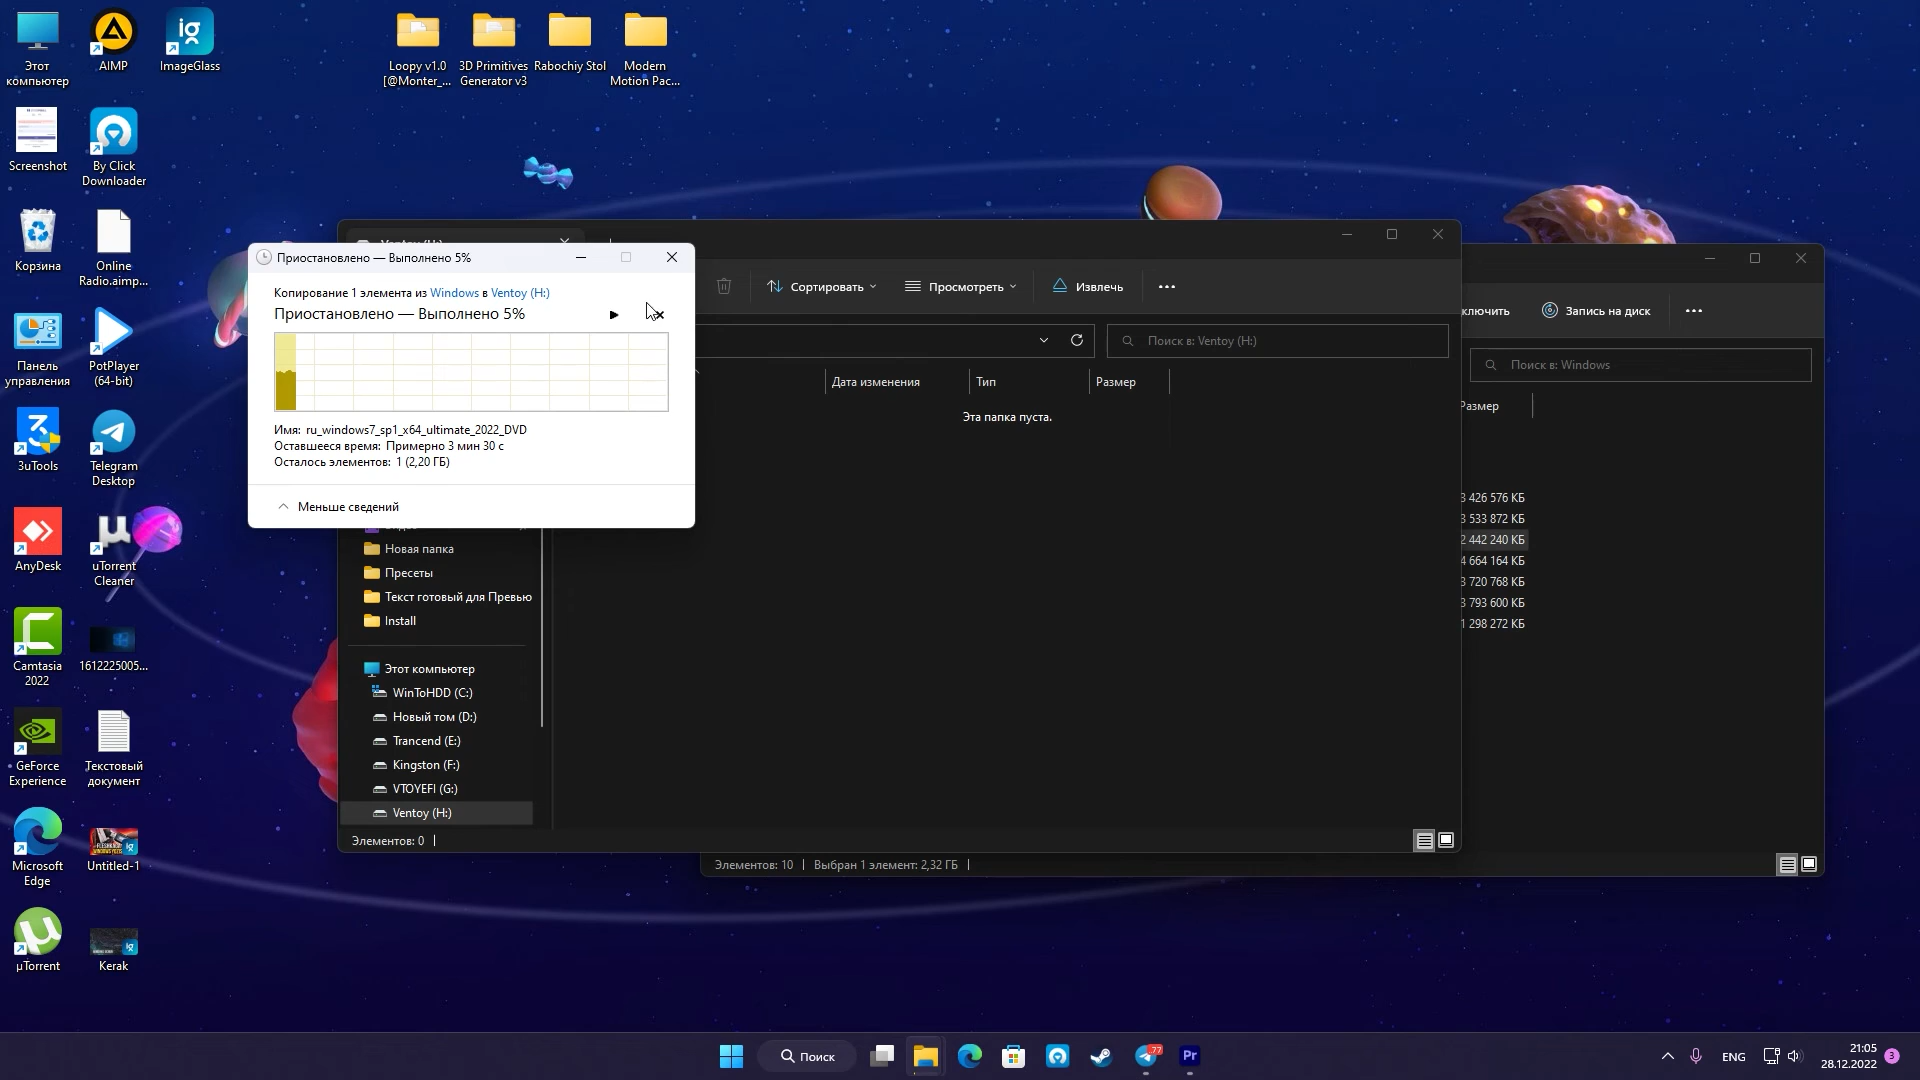 Этот
компьютер
AIMP
ImageGlass
Loopy v1.0
[@Monter_...
3D Primitives
Generator v3
Rabochiy Stol
Modern
Motion Pac...
Screenshot
By Click
Downloader
Корзина
Online
Radio.aimp...
Панель
управления
PotPlayer
(64-bit)
3uTools
Telegram
Desktop
AnyDesk
uTorrent
Cleaner
Camtasia
2022
1612225005...
GeForce
Experience
Текстовый
документ
Microsoft
Edge
Untitled-1
µTorrent
Kerak
Приостановлено — Выполнено 5%
Копирование 1 элемента из Windows в Ventoy (H:)
Приостановлено — Выполнено 5%
Имя: ru_windows7_sp1_x64_ultimate_2022_DVD
Оставшееся время: Примерно 3 мин 30 с
Осталось элементов: 1 (2,20 ГБ)
Меньше сведений
Ventoy (H:)
Сортировать
Просмотреть
Извлечь
Поиск в: Ventoy (H:)
Дата изменения
Тип
Размер
Эта папка пуста.
Новая папка
Пресеты
Текст готовый для Превью
Install
Этот компьютер
WinToHDD (C:)
Новый том (D:)
Trancend (E:)
Kingston (F:)
VTOYEFI (G:)
Ventoy (H:)
Элементов: 0
ключить
Запись на диск
Поиск в: Windows
Размер
3 426 576 КБ
3 533 872 КБ
2 442 240 КБ
4 664 164 КБ
3 720 768 КБ
3 793 600 КБ
1 298 272 КБ
Элементов: 10
Выбран 1 элемент: 2,32 ГБ
Поиск
77
Pr
ENG
21:05
28.12.2022
3